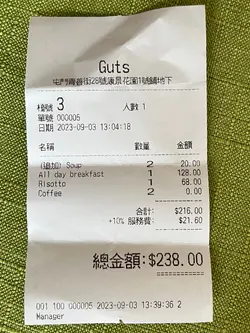 Guts
屯門青善街28號康景花園1號舖地下
檯號 3 人數 1
單號 000005
日期 2023-09-03 13:04:18
名稱 數量 金額
(追加) Soup 2 20.00
All day breakfast 1 128.00
Risotto 1 68.00
Coffee 2 0.00
合計: $216.00
+10% 服務費: $21.60
總金額:$238.00
001 100 000005 2023-09-03 13:39:36 2
Manager